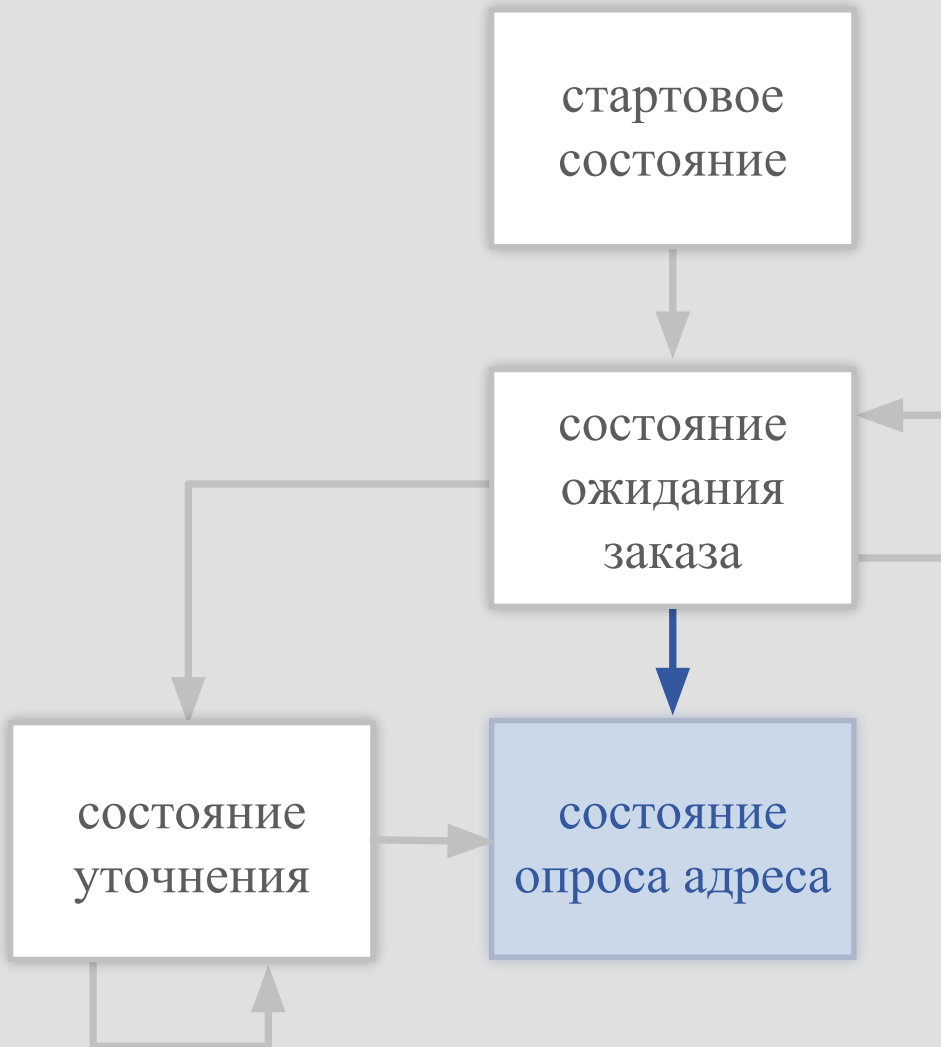 стартовое
состояние
состояние
ожидания
заказа
состояние
уточнения
состояние
опроса адреса